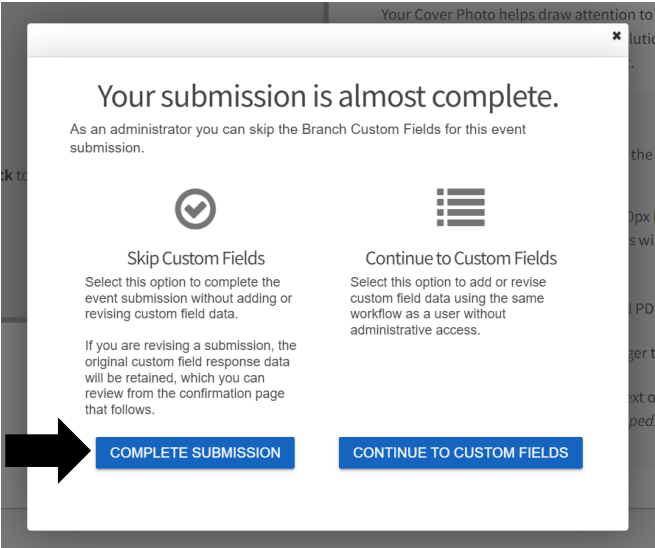 Your Cover Photo helps draw attention to
Your submission is almost complete.
As an administrator you can skip the Branch Custom Fields for this event
submission.
the
Skip Custom Fields
Select this option to complete the
event submission without adding or
revising custom field data.
If you are revising a submission, the
original custom field response data
will be retained, which you can
review from the confirmation page
that follows.
COMPLETE SUBMISSION
Continue to Custom Fields
Select this option to add or revise
custom field data using the same
workflow as a user without
administrative access.
CONTINUE TO CUSTOM FIELDS